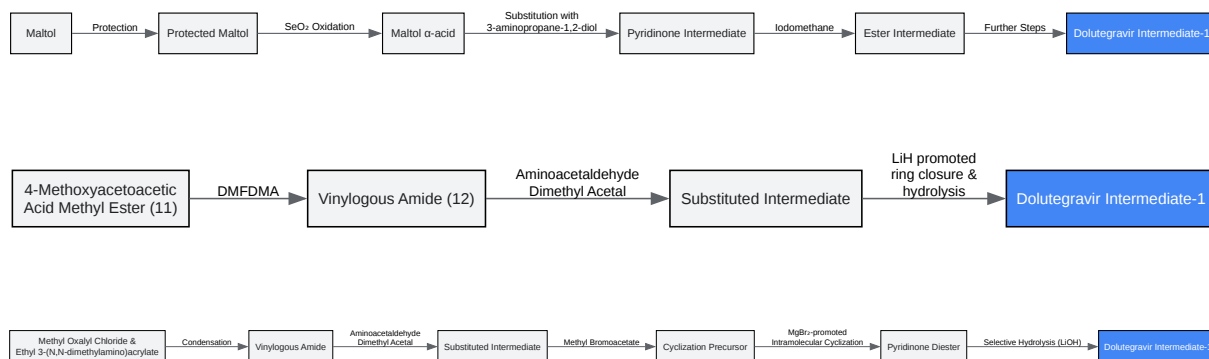 Maltol
Protection
Protected Maltol
SeO₂ Oxidation
Maltol α-acid
Substitution with
3-aminopropane-1,2-diol
Pyridinone Intermediate
Iodomethane
Ester Intermediate
Further Steps
Dolutegravir Intermediate-1
4-Methoxyacetoacetic
Acid Methyl Ester (11)
DMFDMA
Vinylogous Amide (12)
Aminoacetaldehyde
Dimethyl Acetal
Substituted Intermediate
LiH promoted
ring closure &
hydrolysis
Dolutegravir Intermediate-1
Methyl Oxalyl Chloride &
Ethyl 3-(N,N-dimethylamino)acrylate
Condensation
Vinylogous Amide
Aminoacetaldehyde
Dimethyl Acetal
Substituted Intermediate
Methyl Bromoacetate
Cyclization Precursor
MgBr₂-promoted
Intramolecular Cyclization
Pyridinone Diester
Selective Hydrolysis (LiOH)
Dolutegravir Intermediate-1